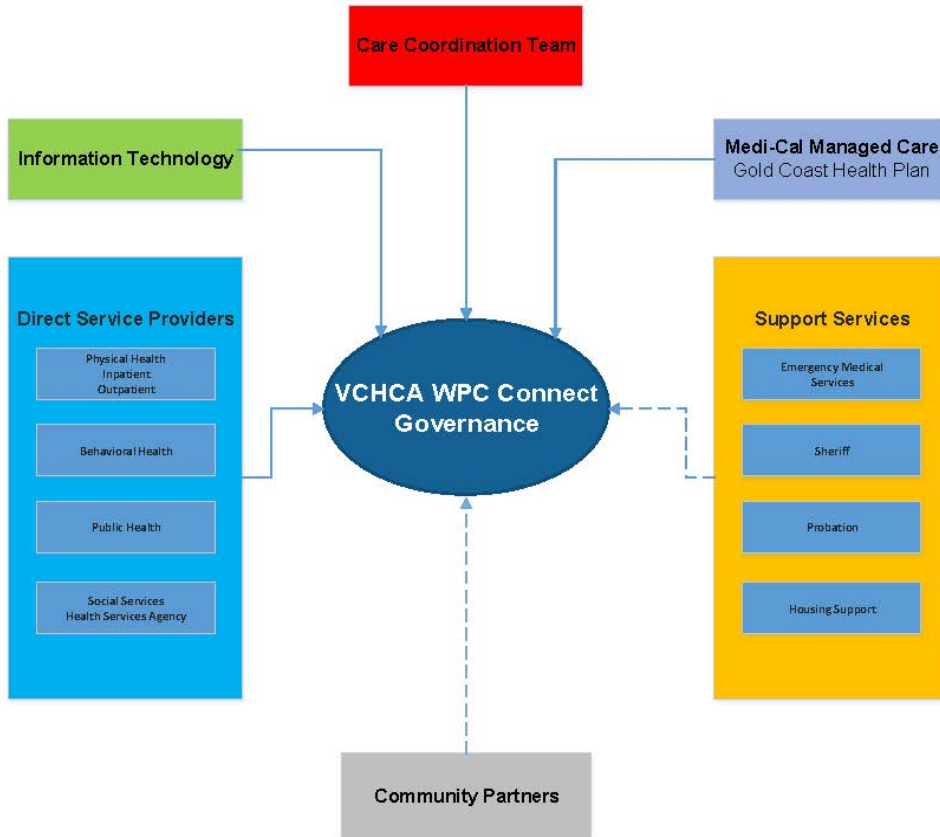 Care Coordination Team
Information Technology
Medi-Cal Managed Care
Gold Coast Health Plan
Direct Service Providers
Physical Health
Inpatient
Outpatient
Behavioral Health
Public Health
Social Services
Health Services Agency
VCHCA WPC Connect
Governance
Support Services
Emergency Medical
Services
Sheriff
Probation
Housing Support
Community Partners